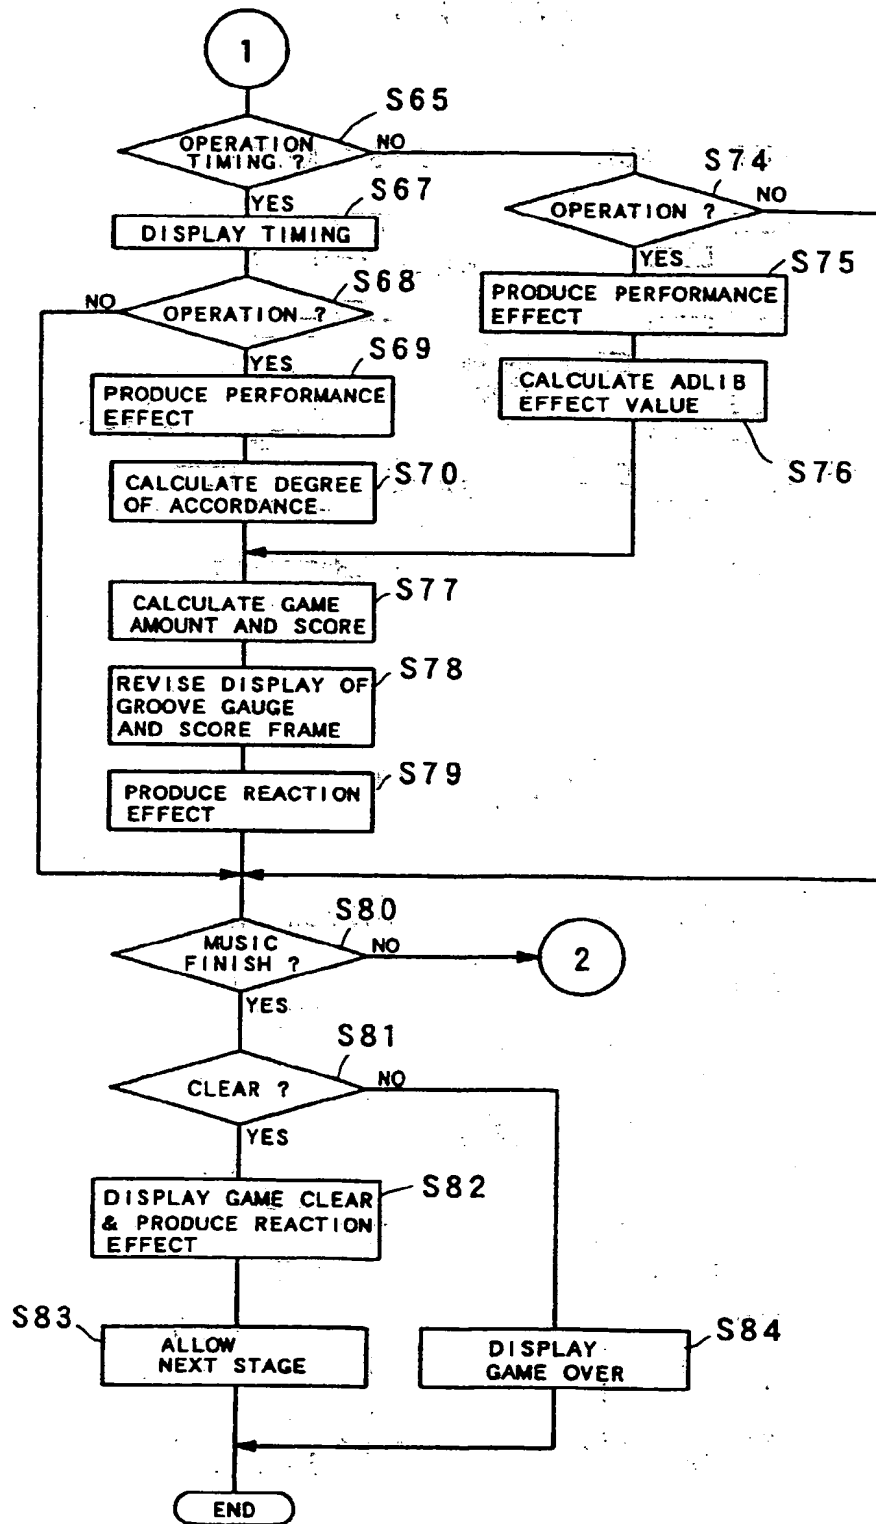 1
S65
OPERATION
TIMING ?
NO
S74
YES
S67
OPERATION ?
NO
DISPLAY TIMING
YES
S75
S68
NO
OPERATION ?
PRODUCE PERFORMANCE
EFFECT
YES
S69
PRODUCE PERFORMANCE
EFFECT
CALCULATE ADLIB
EFFECT VALUE
S76
S70
CALCULATE DEGREE
OF ACCORDANCE
S77
CALCULATE GAME
AMOUNT AND SCORE
S78
REVISE DISPLAY OF
GROOVE GAUGE
AND SCORE FRAME
S79
PRODUCE REACTION
EFFECT
S80
MUSIC
FINISH ?
NO
2
YES
S81
CLEAR ?
NO
YES
S82
DISPLAY GAME CLEAR
& PRODUCE REACTION
EFFECT
S83
ALLOW
NEXT STAGE
S84
DISPLAY
GAME OVER
END